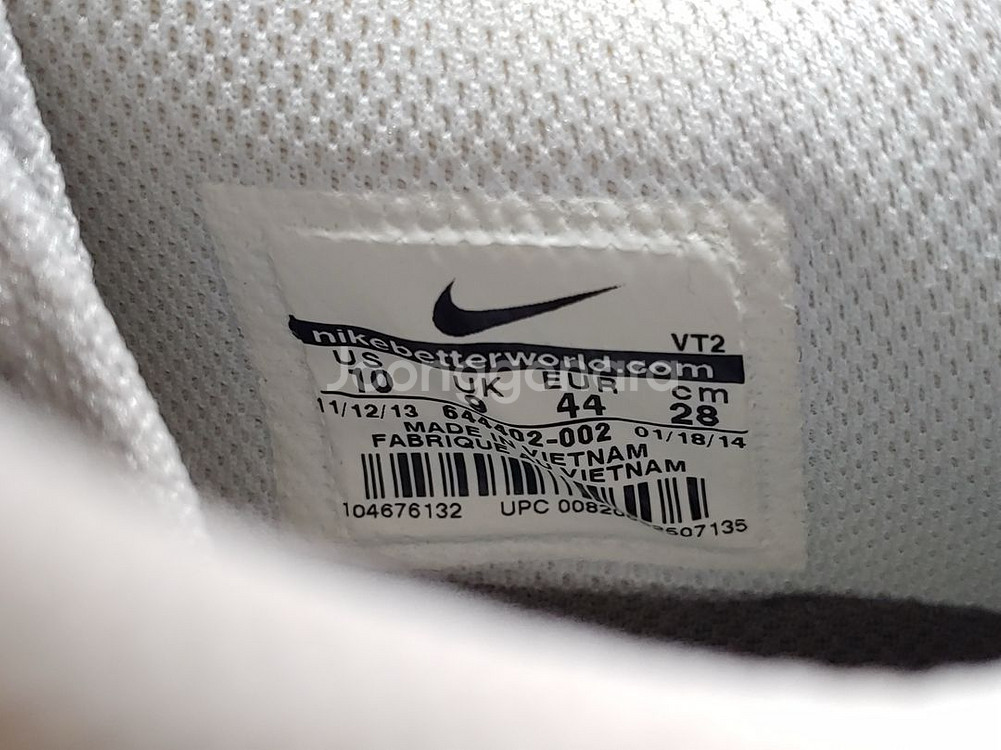 nikebetterworld.com VT2
US UK EUR cm
10 9 44 28
11/12/13 644402-002 01/18/14
MADE IN VIETNAM
FABRIQUE AU VIETNAM
104676132 UPC